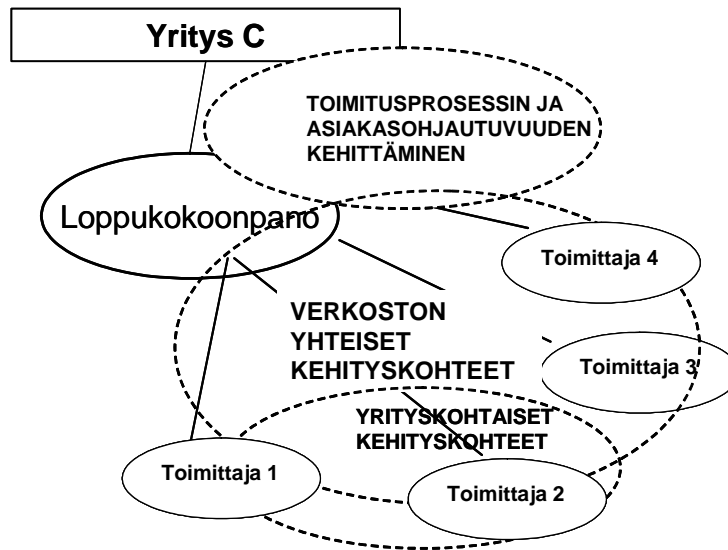 Yritys C
TOIMITUSPROSESSIN JA
ASIAKASOHJAUTUVUUDEN
KEHITTÄMINEN
Loppukokoonpano
Toimittaja 4
VERKOSTON
YHTEISET
KEHITYSKOHTEET
Toimittaja 3
YRITYSKOHTAISET
KEHITYSKOHTEET
Toimittaja 1
Toimittaja 2